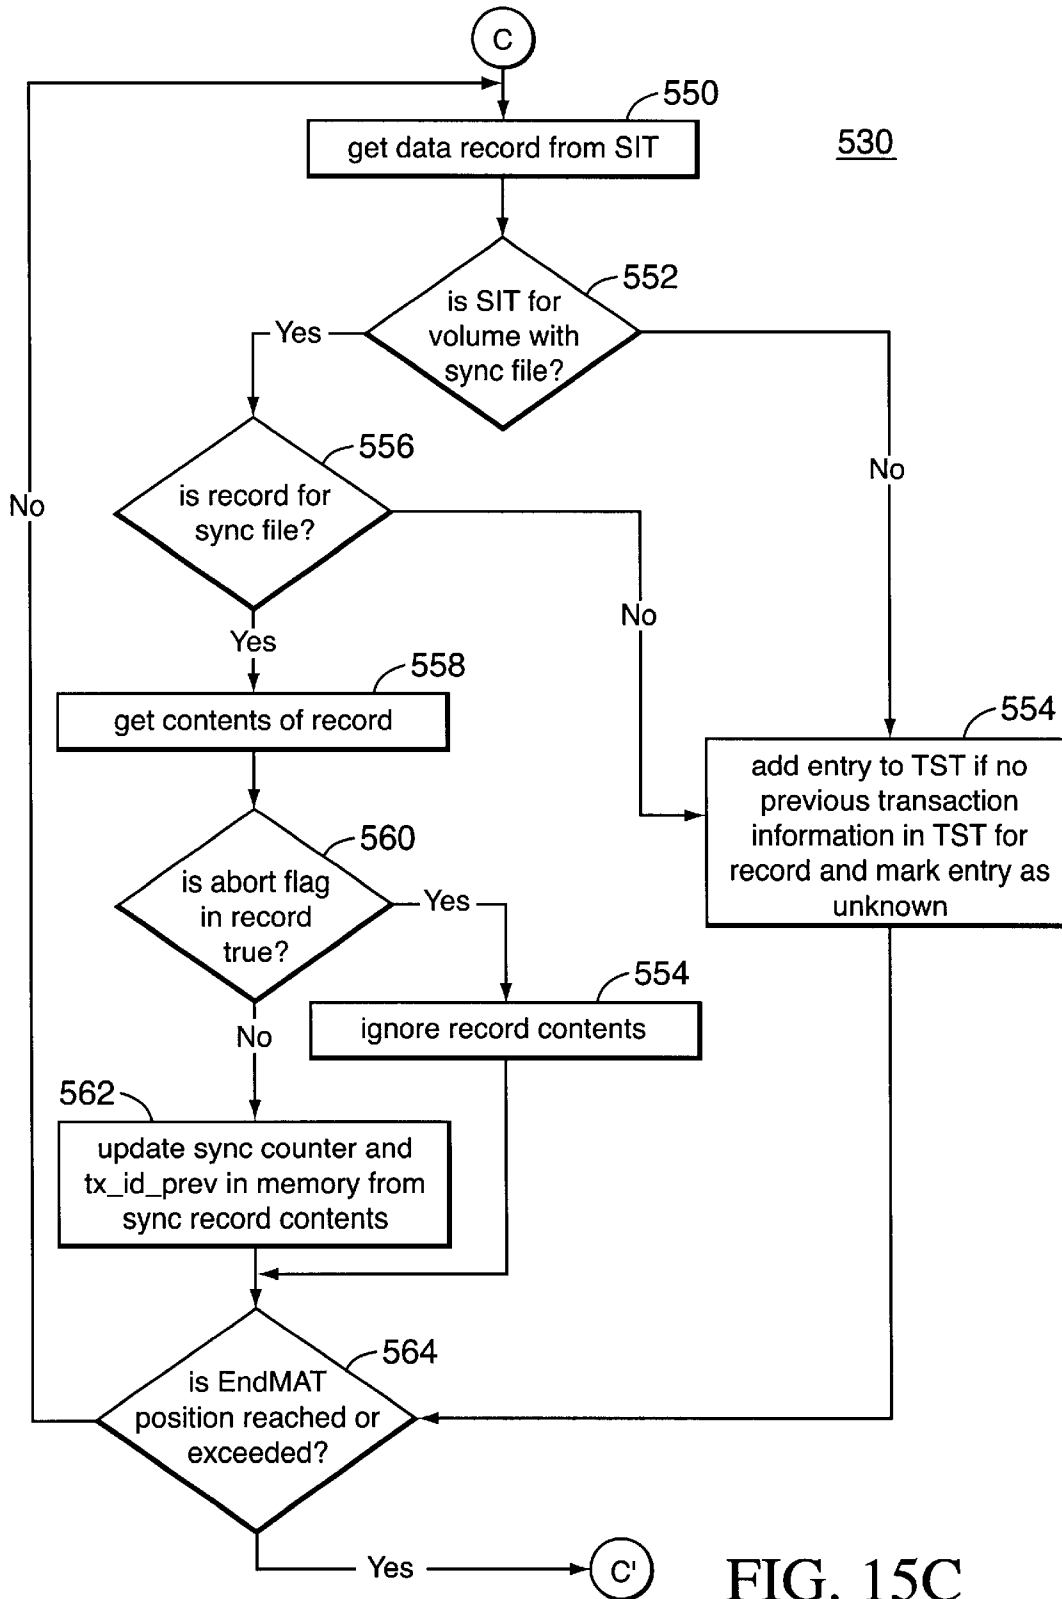 C
550
get data record from SIT
530
552
is SIT for
volume with
sync file?
Yes
No
556
is record for
sync file?
No
No
Yes
558
get contents of record
554
add entry to TST if no
previous transaction
information in TST for
record and mark entry as
unknown
560
is abort flag
in record
true?
Yes
554
ignore record contents
No
562
update sync counter and
tx_id_prev in memory from
sync record contents
564
is EndMAT
position reached or
exceeded?
Yes
C'
FIG. 15C